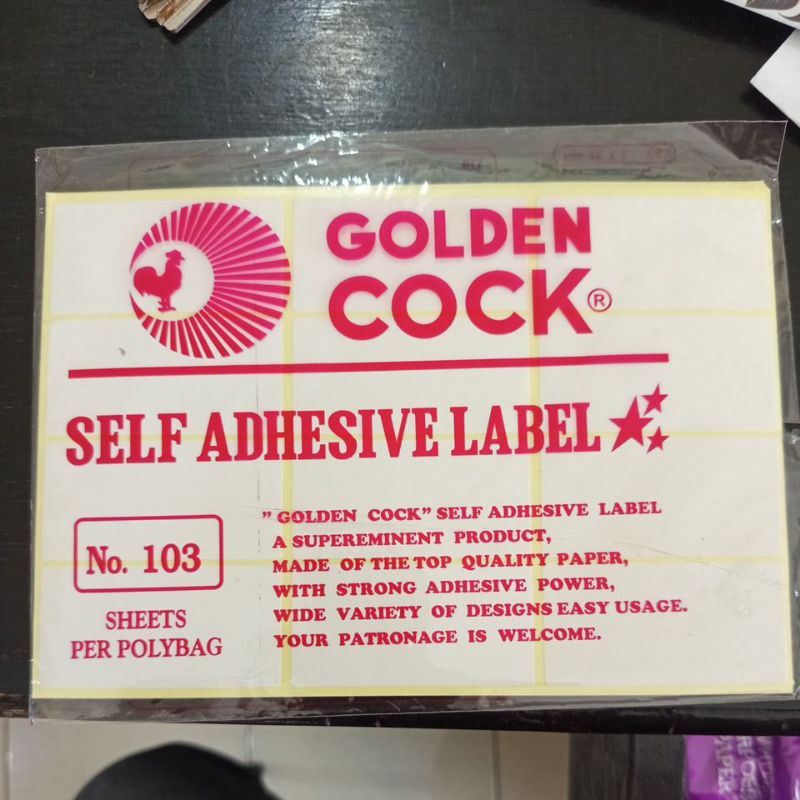 GOLDEN
COCK®
SELF ADHESIVE LABEL
No. 103
SHEETS
PER POLYBAG
" GOLDEN COCK" SELF ADHESIVE LABEL
A SUPEREMINENT PRODUCT,
MADE OF THE TOP QUALITY PAPER,
WITH STRONG ADHESIVE POWER,
WIDE VARIETY OF DESIGNS EASY USAGE.
YOUR PATRONAGE IS WELCOME.